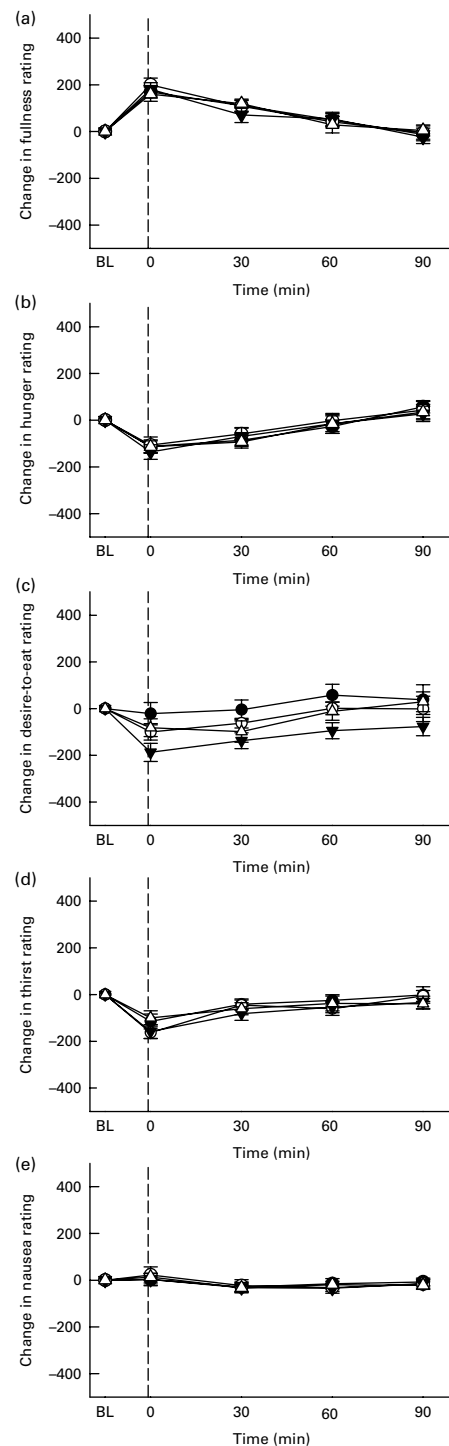 (a)
400
200
0
−200
−400
Change in fullness rating
BL 0 30 60 90
Time (min)
(b)
400
200
0
−200
−400
Change in hunger rating
BL 0 30 60 90
Time (min)
(c)
400
200
0
−200
−400
Change in desire-to-eat rating
BL 0 30 60 90
Time (min)
(d)
400
200
0
−200
−400
Change in thirst rating
BL 0 30 60 90
Time (min)
(e)
400
200
0
−200
−400
Change in nausea rating
BL 0 30 60 90
Time (min)